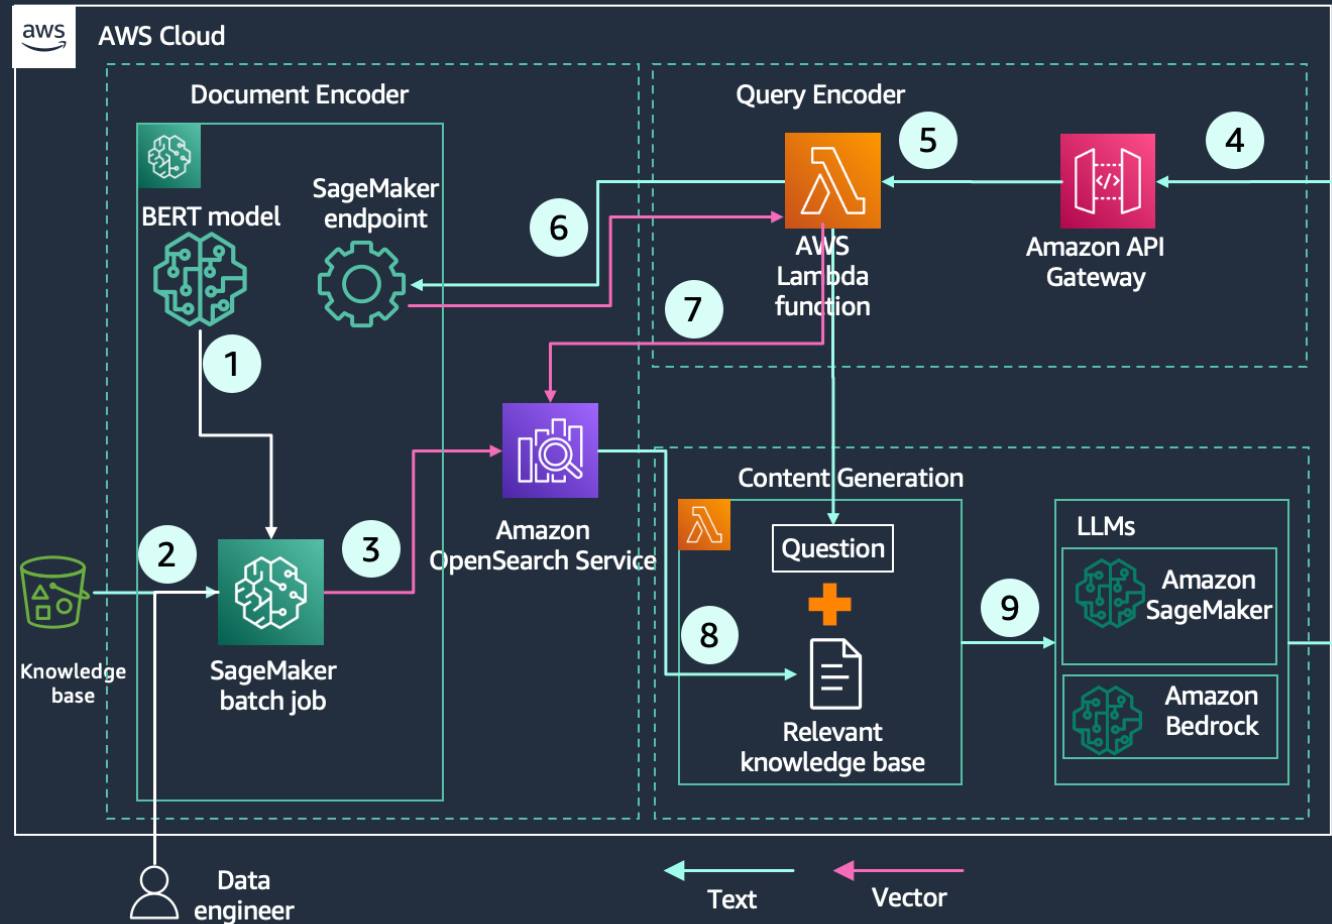 aws
AWS Cloud
Document Encoder
Query Encoder
SageMaker
endpoint
BERT model
1
2
3
4
5
6
7
8
9
AWS
Lambda
function
Amazon API
Gateway
Amazon
OpenSearch Service
Knowledge
base
SageMaker
batch job
Content Generation
Question
Relevant
knowledge base
LLMs
Amazon
SageMaker
Amazon
Bedrock
Data
engineer
Text
Vector